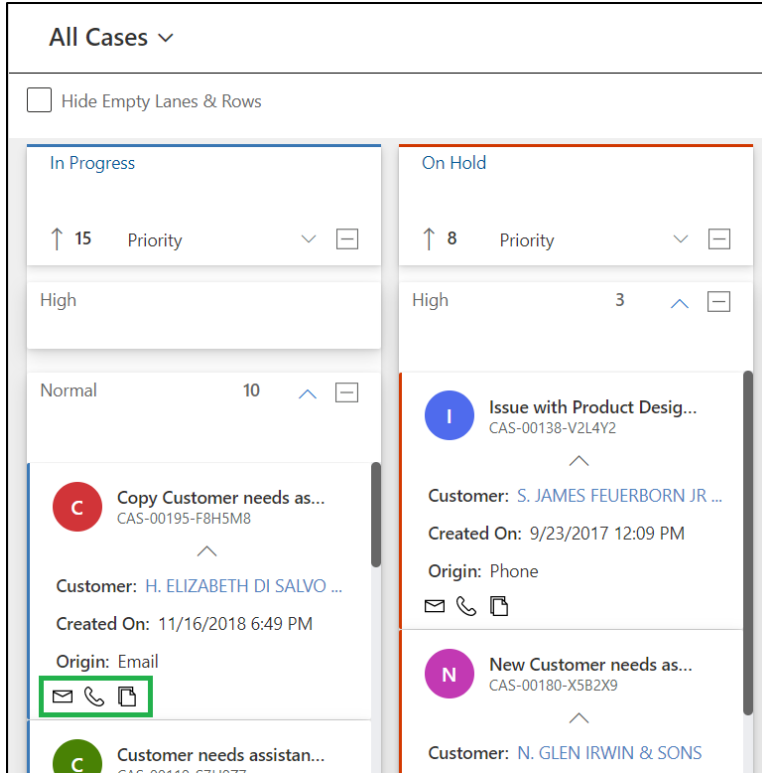 All Cases
Hide Empty Lanes & Rows
In Progress
15 Priority
High
Normal 10
C
Copy Customer needs as...
CAS-00195-F8H5M8
Customer: H. ELIZABETH DI SALVO ...
Created On: 11/16/2018 6:49 PM
Origin: Email
C
Customer needs assistan...
On Hold
8 Priority
High 3
I
Issue with Product Desig...
CAS-00138-V2L4Y2
Customer: S. JAMES FEUERBORN JR ...
Created On: 9/23/2017 12:09 PM
Origin: Phone
N
New Customer needs as...
CAS-00180-X5B2X9
Customer: N. GLEN IRWIN & SONS